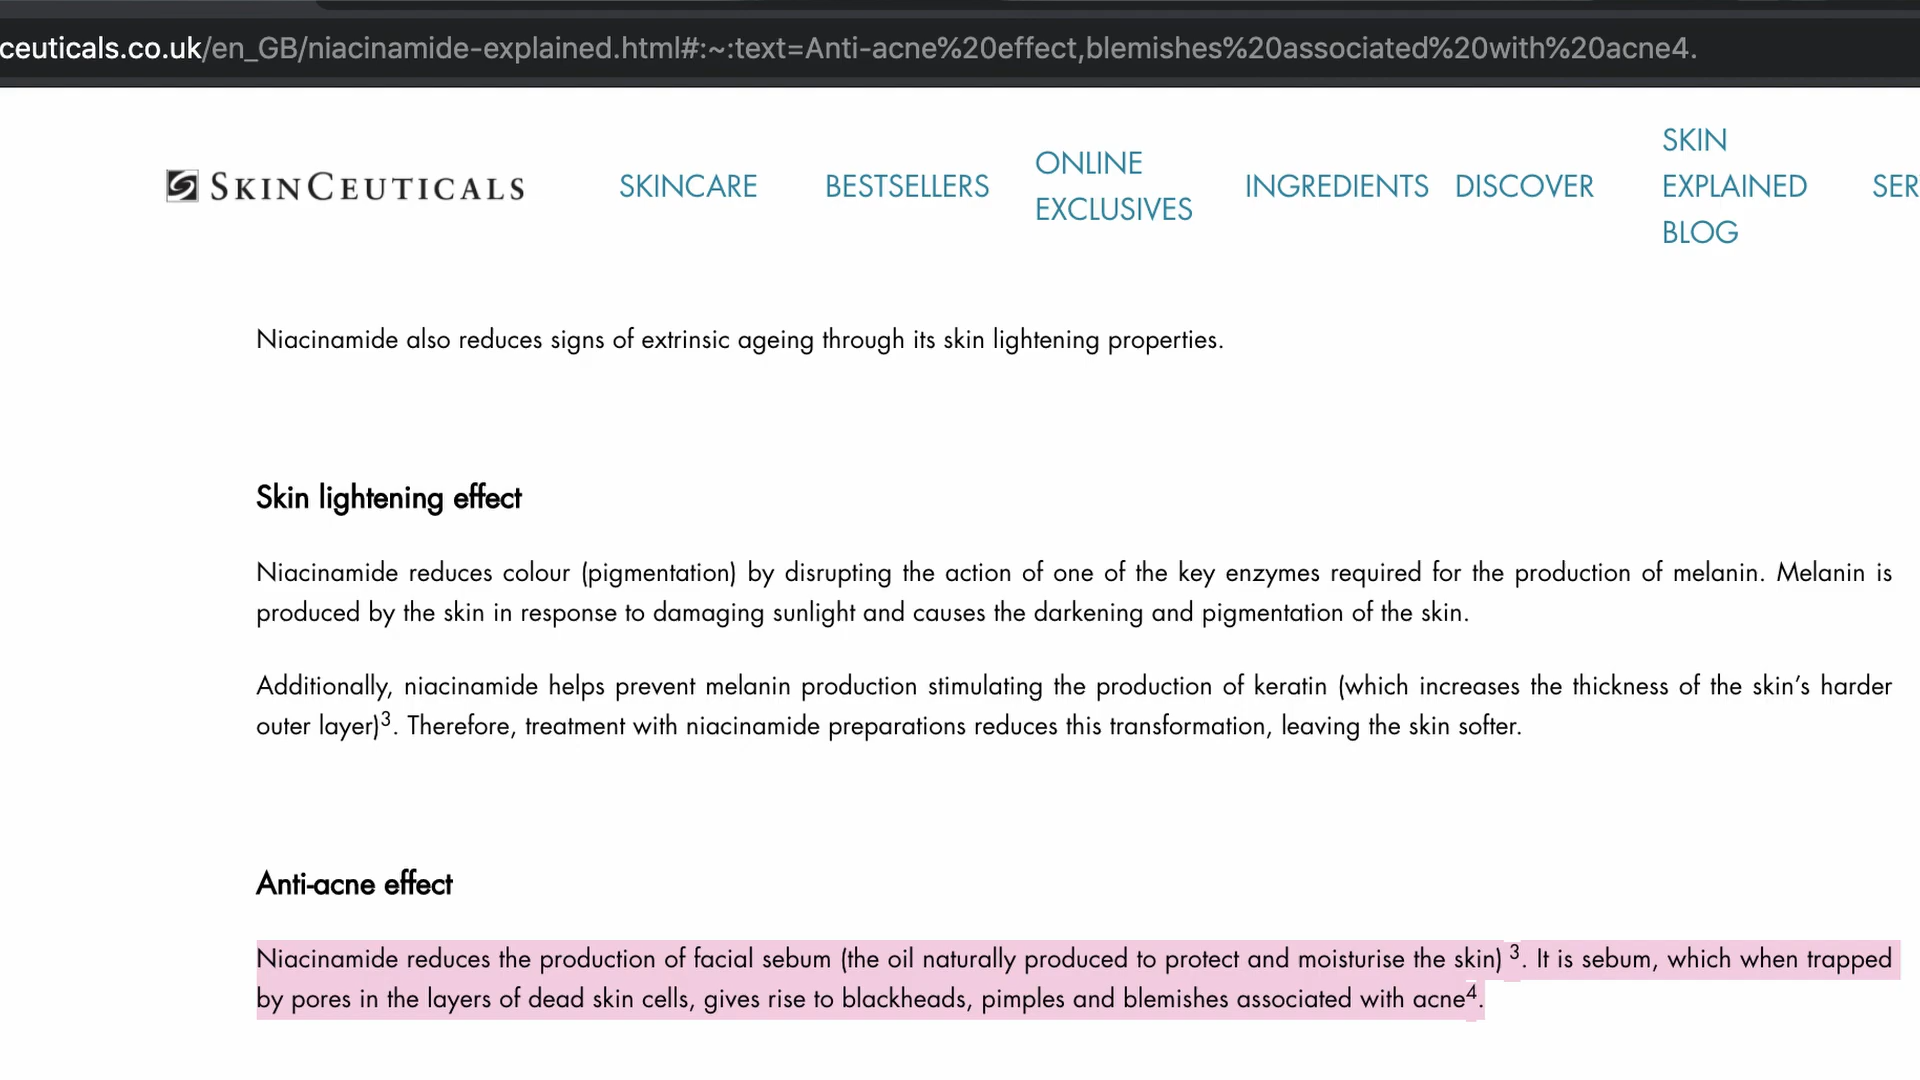 ceuticals.co.uk/en_GB/niacinamide-explained.html#:~:text=Anti-acne%20effect,blemishes%20associated%20with%20acne4.
SKINCEUTICALS
SKINCARE
BESTSELLERS
ONLINE
EXCLUSIVES
INGREDIENTS
DISCOVER
SKIN
EXPLAINED
BLOG
SER
Niacinamide also reduces signs of extrinsic ageing through its skin lightening properties.
Skin lightening effect
Niacinamide reduces colour (pigmentation) by disrupting the action of one of the key enzymes required for the production of melanin. Melanin is
produced by the skin in response to damaging sunlight and causes the darkening and pigmentation of the skin.
Additionally, niacinamide helps prevent melanin production stimulating the production of keratin (which increases the thickness of the skin’s harder
outer layer)³. Therefore, treatment with niacinamide preparations reduces this transformation, leaving the skin softer.
Anti-acne effect
Niacinamide reduces the production of facial sebum (the oil naturally produced to protect and moisturise the skin) ³. It is sebum, which when trapped
by pores in the layers of dead skin cells, gives rise to blackheads, pimples and blemishes associated with acne⁴.